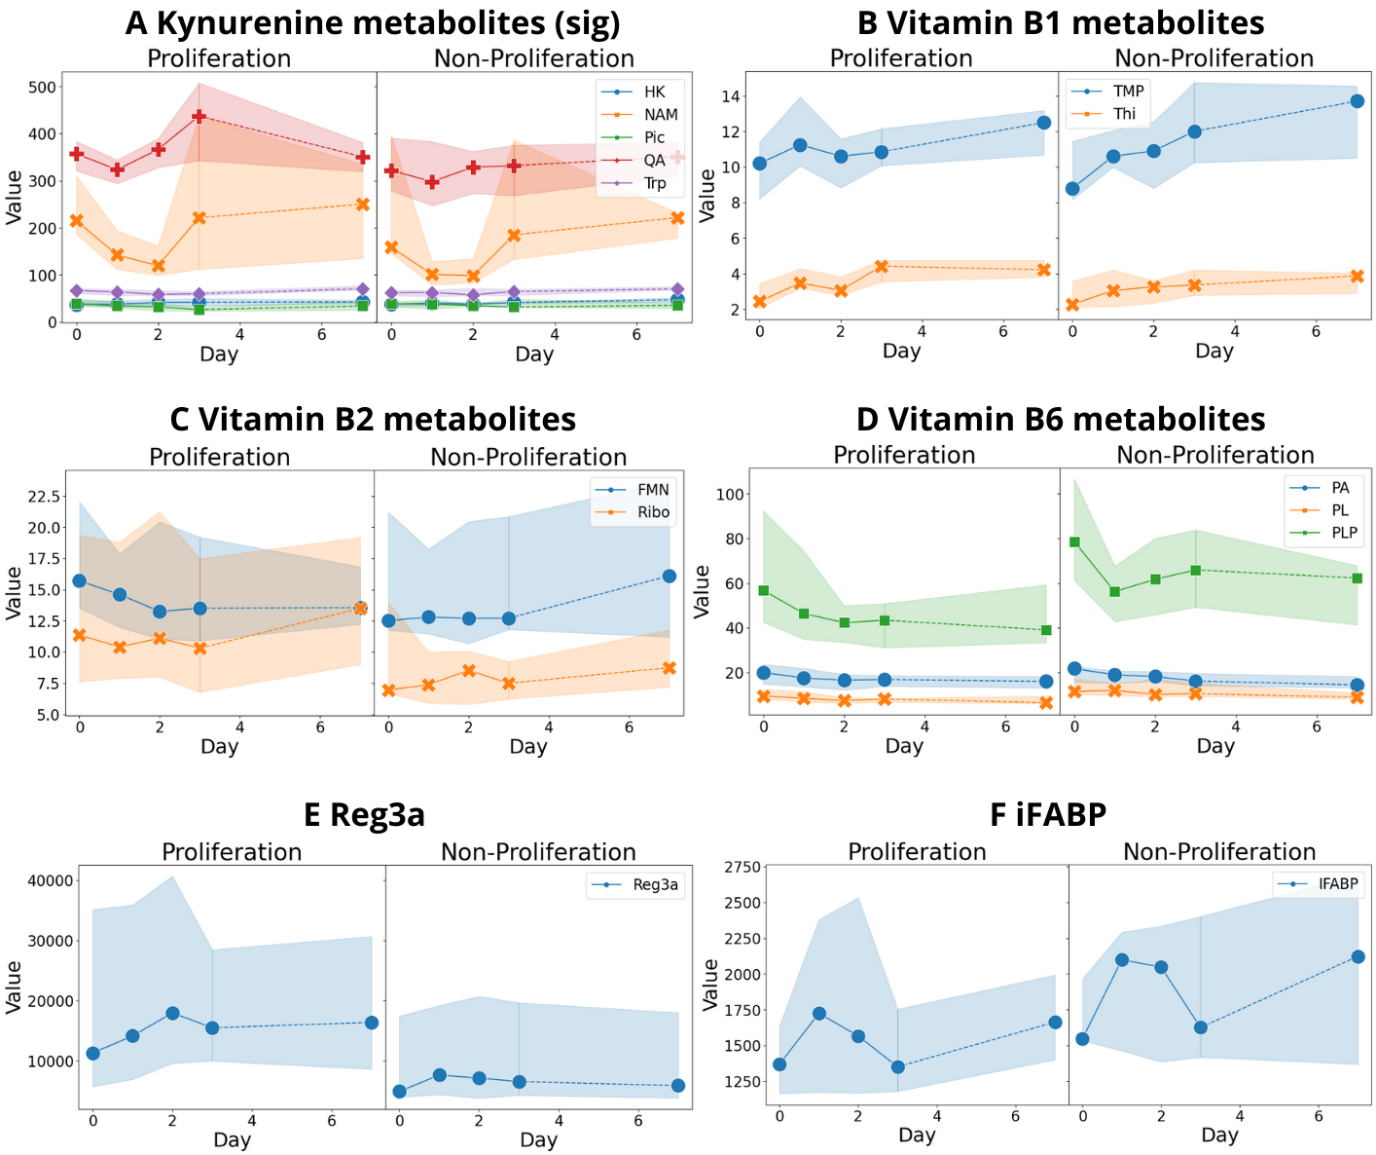 A Kynurenine metabolites (sig)
Proliferation Non-Proliferation
500
400
300
200
100
0
Value
HK
NAM
Pic
QA
Trp
0 2 4 6 0 2 4 6
Day Day
B Vitamin B1 metabolites
Proliferation Non-Proliferation
14
12
10
8
6
4
2
Value
TMP
Thi
0 2 4 6 0 2 4 6
Day Day
C Vitamin B2 metabolites
Proliferation Non-Proliferation
22.5
20.0
17.5
15.0
12.5
10.0
7.5
5.0
Value
FMN
Ribo
0 2 4 6 0 2 4 6
Day Day
D Vitamin B6 metabolites
Proliferation Non-Proliferation
100
80
60
40
20
Value
PA
PL
PLP
0 2 4 6 0 2 4 6
Day Day
E Reg3a
Proliferation Non-Proliferation
40000
30000
20000
10000
Value
Reg3a
0 2 4 6 0 2 4 6
Day Day
F iFABP
Proliferation Non-Proliferation
2750
2500
2250
2000
1750
1500
1250
Value
IFABP
0 2 4 6 0 2 4 6
Day Day